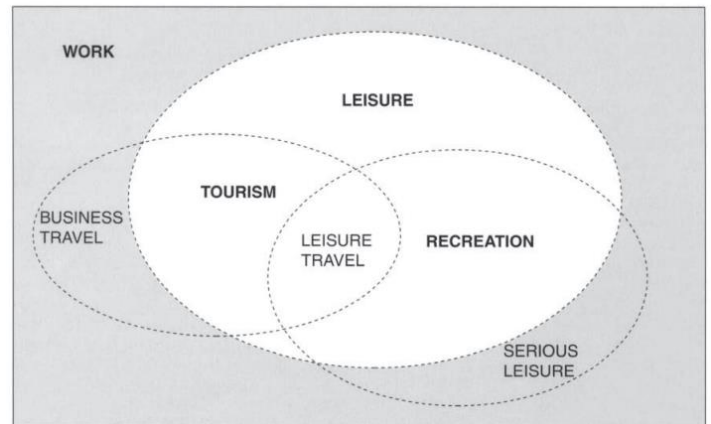 WORK
LEISURE
TOURISM
BUSINESS
TRAVEL
LEISURE
TRAVEL
RECREATION
SERIOUS
LEISURE